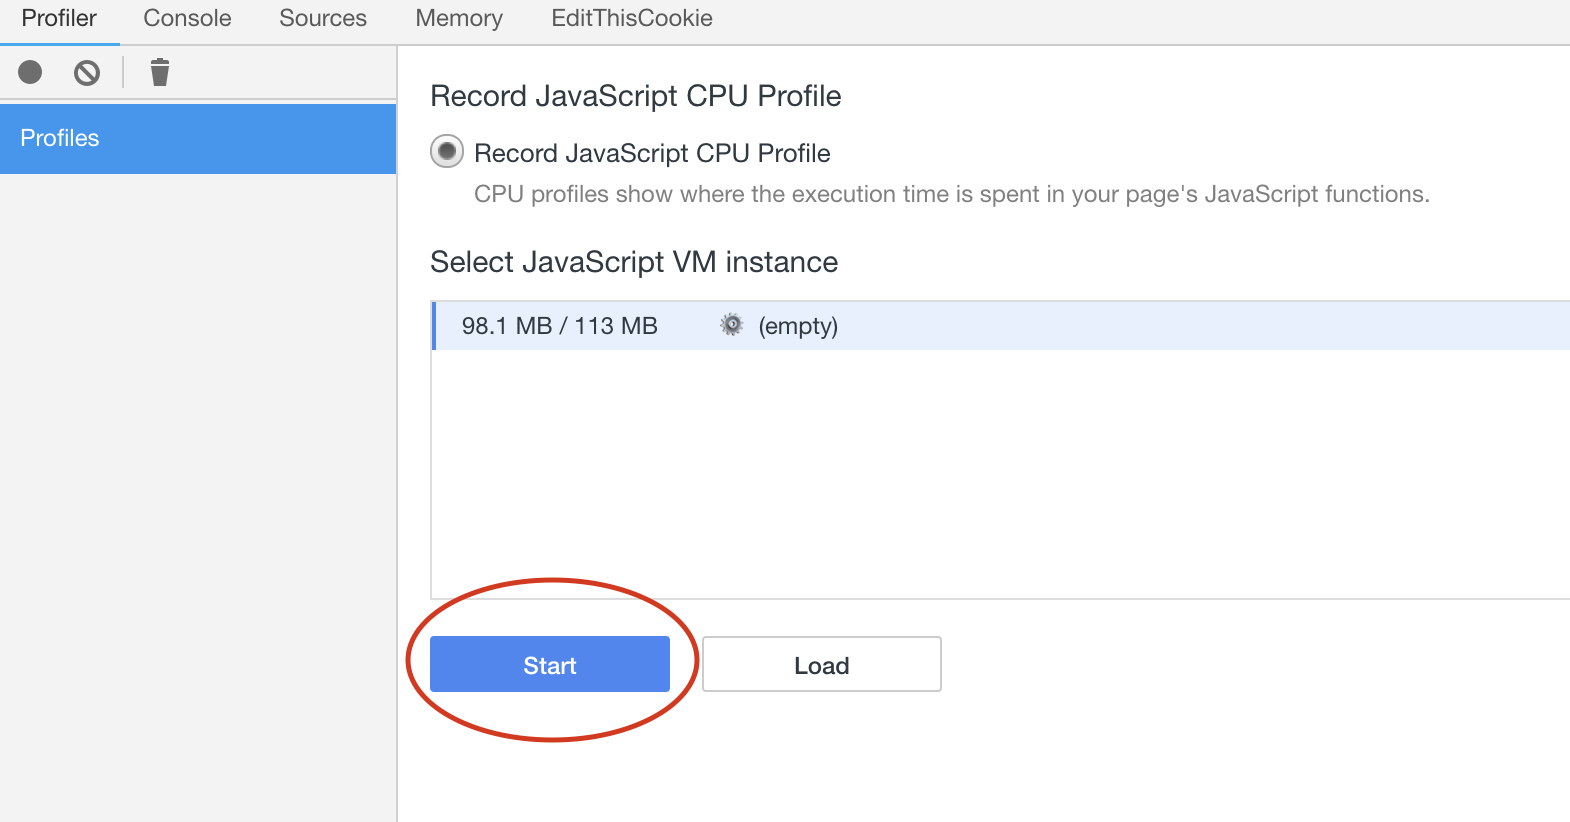 Profiler Console Sources Memory EditThisCookie
Profiles
Record JavaScript CPU Profile
Record JavaScript CPU Profile
CPU profiles show where the execution time is spent in your page's JavaScript functions.
Select JavaScript VM instance
98.1 MB / 113 MB (empty)
Start Load